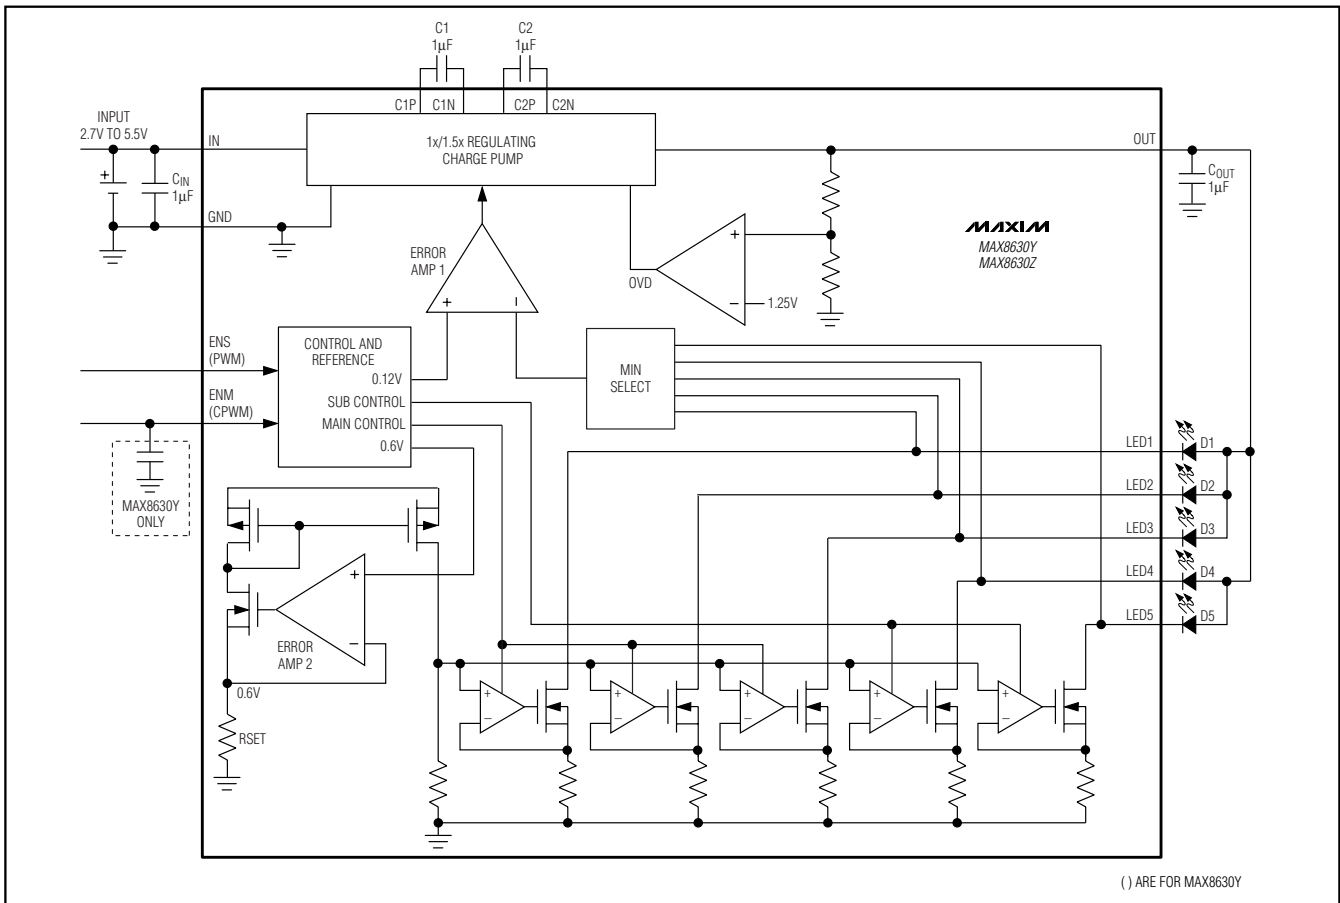 C1
1µF
C2
1µF
C1P
C1N
C2P
C2N
INPUT
2.7V TO 5.5V
IN
1x/1.5x REGULATING
CHARGE PUMP
OUT
+
CIN
1µF
COUT
1µF
GND
MAXIM
MAX8630Y
MAX8630Z
ERROR
AMP 1
+
−
OVD
+
−
1.25V
ENS
(PWM)
CONTROL AND
REFERENCE
0.12V
SUB CONTROL
MAIN CONTROL
0.6V
MIN
SELECT
ENM
(CPWM)
MAX8630Y
ONLY
LED1
D1
LED2
D2
LED3
D3
LED4
D4
LED5
D5
+
−
ERROR
AMP 2
0.6V
RSET
+
−
+
−
+
−
+
−
+
−
( ) ARE FOR MAX8630Y